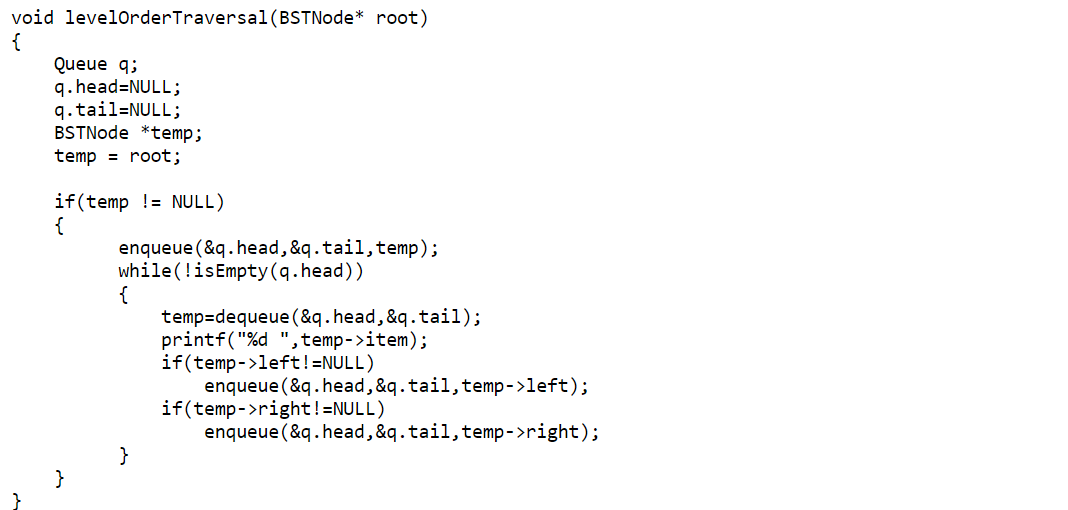 void levelOrderTraversal(BSTNode* root)
{
    Queue q;
    q.head=NULL;
    q.tail=NULL;
    BSTNode *temp;
    temp = root;

    if(temp != NULL)
    {
          enqueue(&q.head,&q.tail,temp);
          while(!isEmpty(q.head))
          {
              temp=dequeue(&q.head,&q.tail);
              printf("%d ",temp->item);
              if(temp->left!=NULL)
                  enqueue(&q.head,&q.tail,temp->left);
              if(temp->right!=NULL)
                  enqueue(&q.head,&q.tail,temp->right);
          }
    }
}